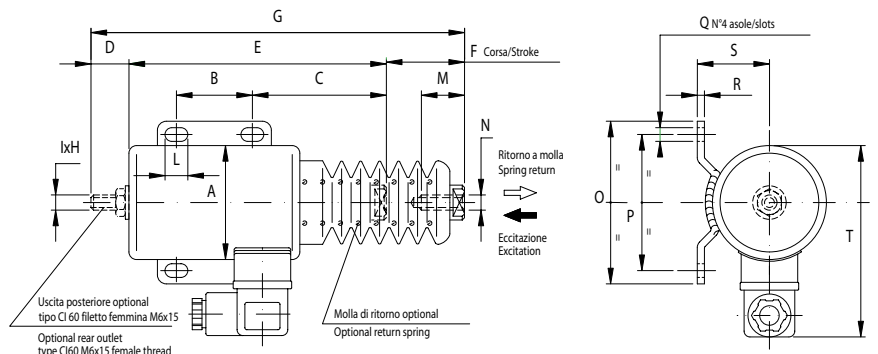 G
D
E
F Corsa/Stroke
B
C
M
IxH
L
A
N
Ritorno a molla
Spring return
Eccitazione
Excitation
Uscita posteriore optional
tipo CI 60 filetto femmina M6x15
Optional rear outlet
type CI60 M6x15 female thread
Molla di ritorno optional
Optional return spring
Q N°4 asole/slots
S
R
O
=
=
P
=
=
T